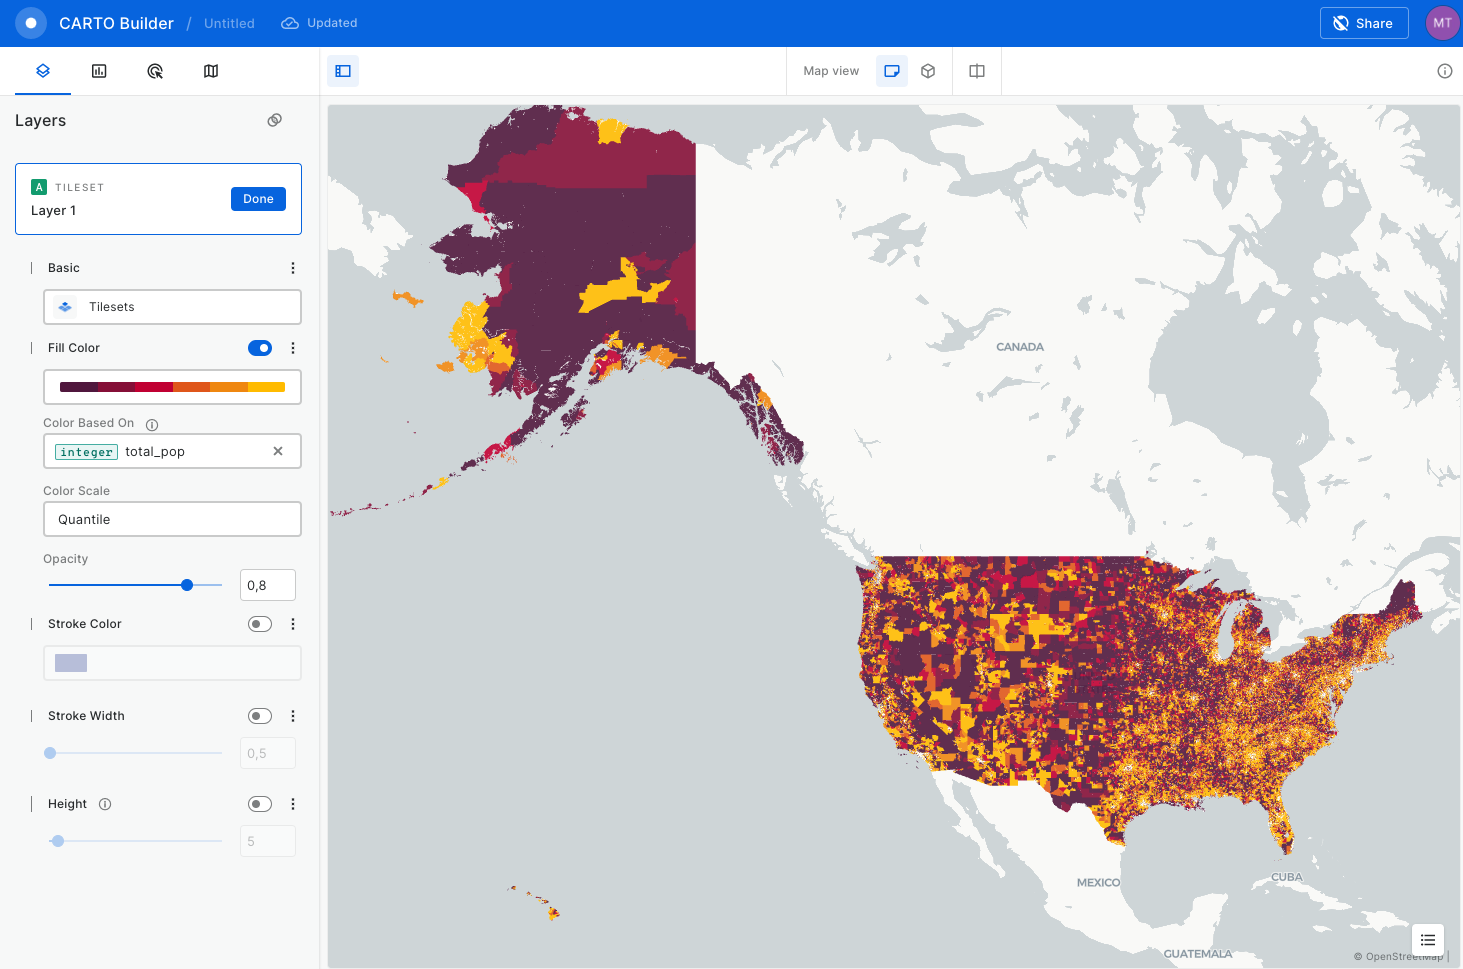 CARTO Builder / Untitled Updated Share MT
Map view
Layers
A TILESET
Layer 1
Done
Basic
Tilesets
Fill Color
Color Based On
integer total_pop
Color Scale
Quantile
Opacity
0,8
Stroke Color
Stroke Width
0,5
Height
5
CANADA
MEXICO
CUBA
GUATEMALA
© OpenStreetMap |